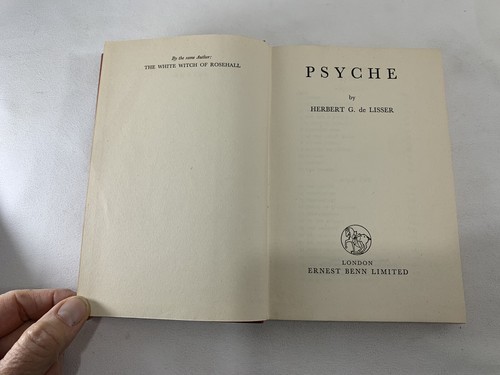 By the same Author:
THE WHITE WITCH OF ROSEHALL
PSYCHE
by
HERBERT G. de LISSER
LONDON
ERNEST BENN LIMITED